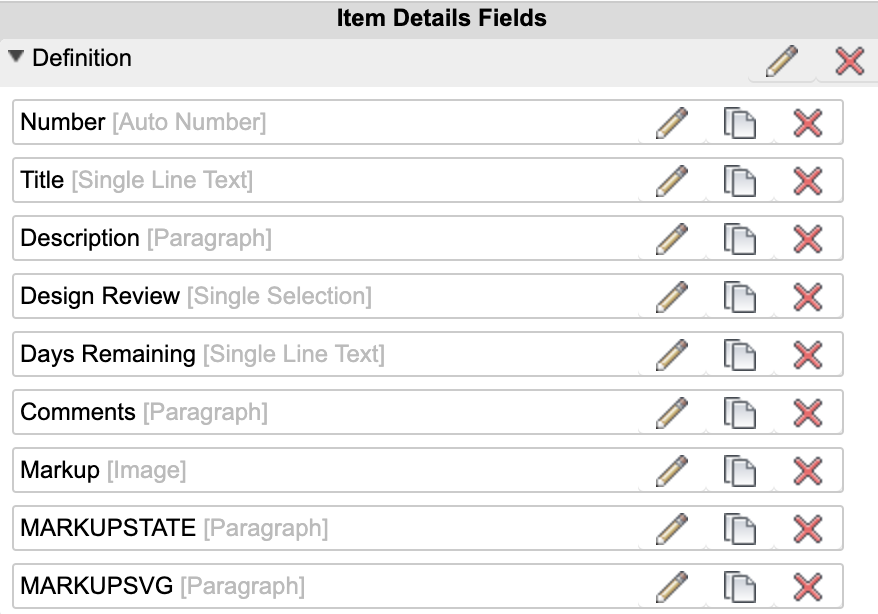 Item Details Fields
Definition
Number [Auto Number]
Title [Single Line Text]
Description [Paragraph]
Design Review [Single Selection]
Days Remaining [Single Line Text]
Comments [Paragraph]
Markup [Image]
MARKUPSTATE [Paragraph]
MARKUPSVG [Paragraph]